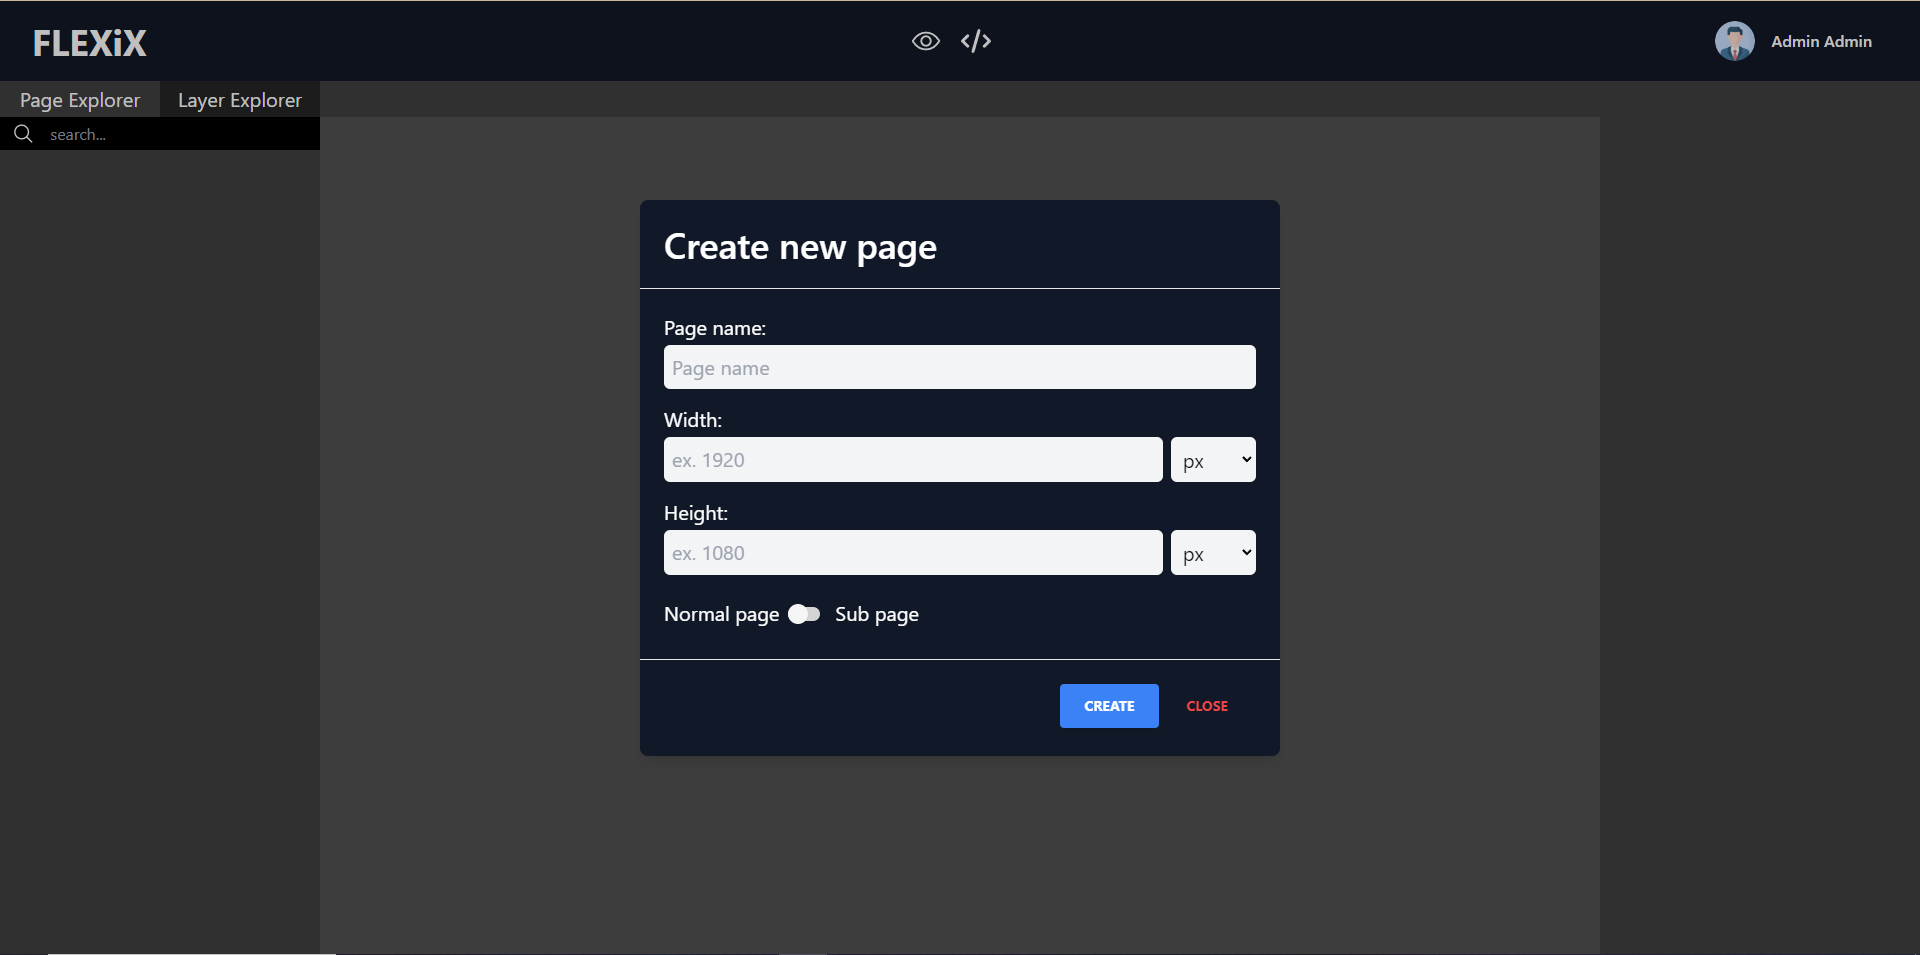 FLEXiX
Admin Admin
Page Explorer
Layer Explorer
search...
Create new page
Page name:
Page name
Width:
ex. 1920
px
Height:
ex. 1080
px
Normal page
Sub page
CREATE
CLOSE